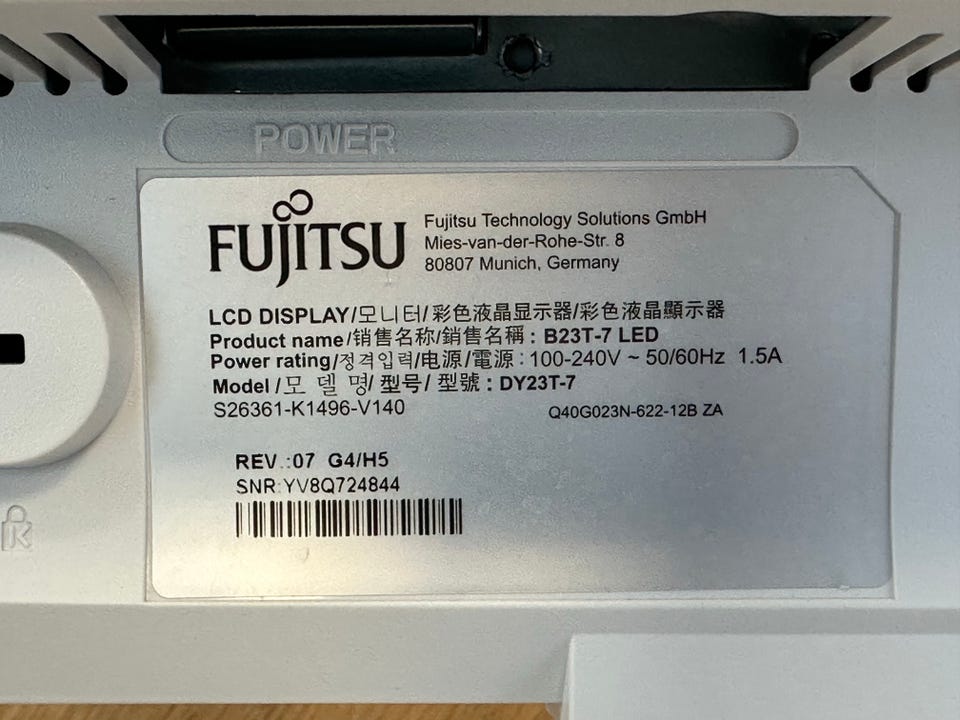 POWER
FUJITSU
Fujitsu Technology Solutions GmbH
Mies-van-der-Rohe-Str. 8
80807 Munich, Germany
LCD DISPLAY/모니터/彩色液晶显示器/彩色液晶顯示器
Product name/销售名称/銷售名稱 : B23T-7 LED
Power rating/정격입력/电源/電源 : 100-240V ~ 50/60Hz 1.5A
Model /모 델 명/ 型号/ 型號 : DY23T-7
S26361-K1496-V140
Q40G023N-622-12B ZA
REV.:07 G4/H5
SNR:YV8Q724844